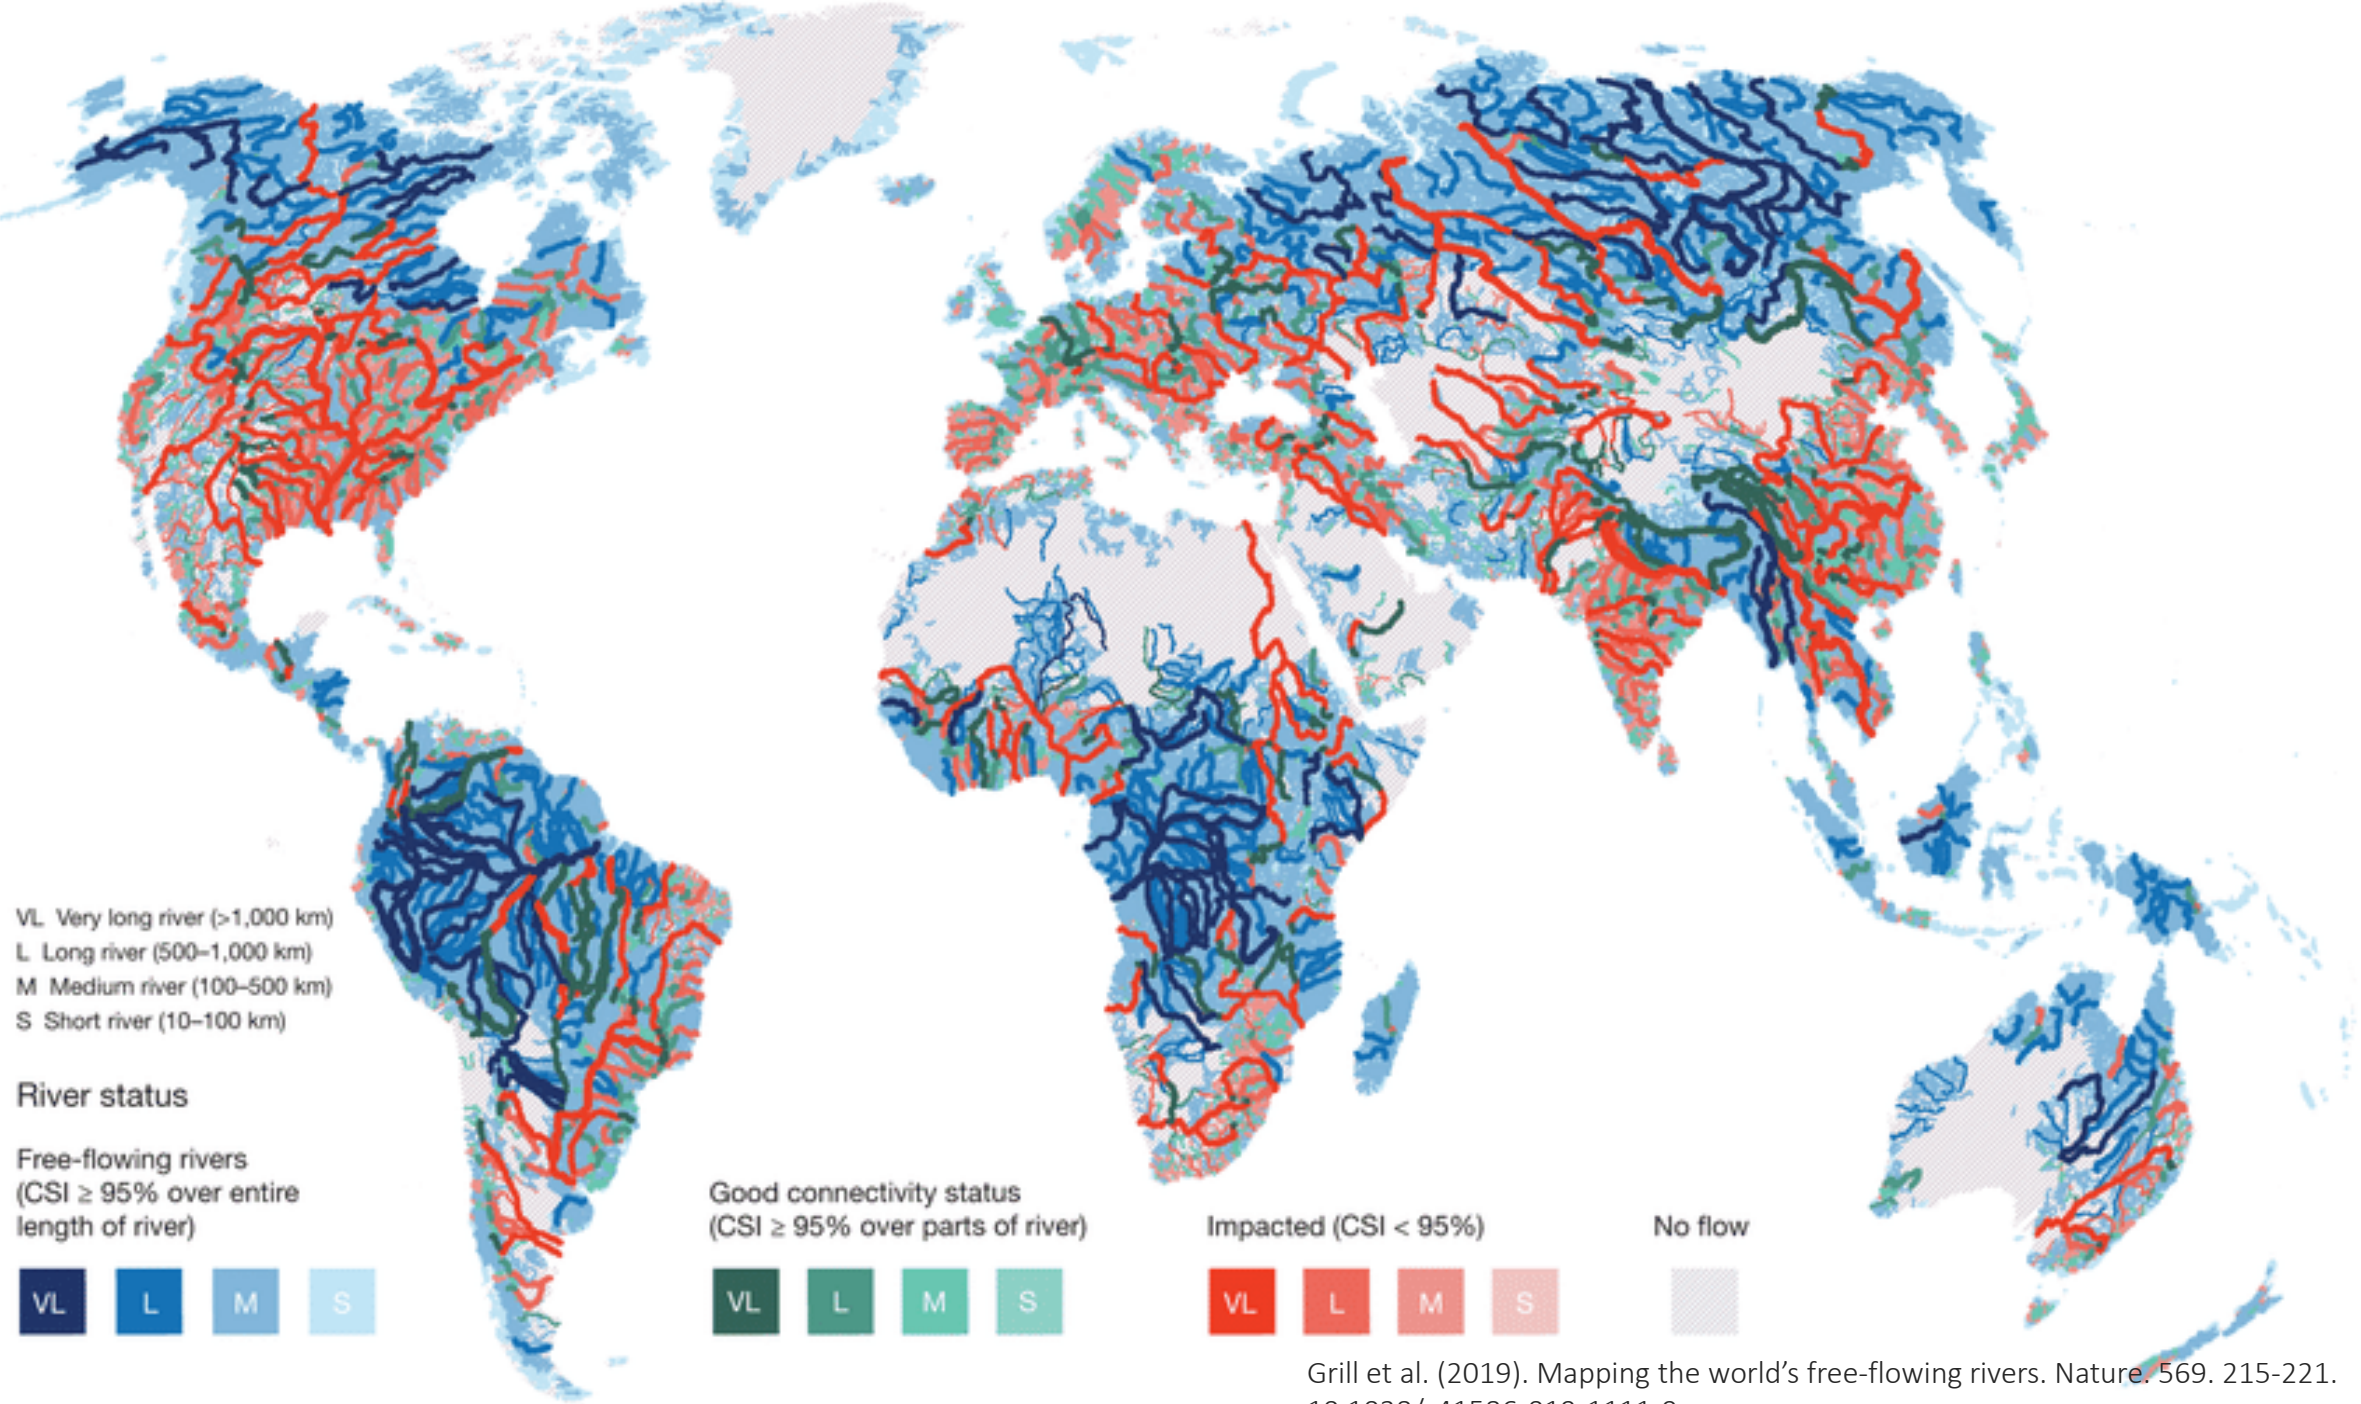 VL Very long river (>1,000 km)
L Long river (500–1,000 km)
M Medium river (100–500 km)
S Short river (10–100 km)
River status
Free-flowing rivers
(CSI ≥ 95% over entire
length of river)
VL L M S
Good connectivity status
(CSI ≥ 95% over parts of river)
VL L M S
Impacted (CSI < 95%)
VL L M S
No flow
Grill et al. (2019). Mapping the world’s free-flowing rivers. Nature. 569. 215-221.